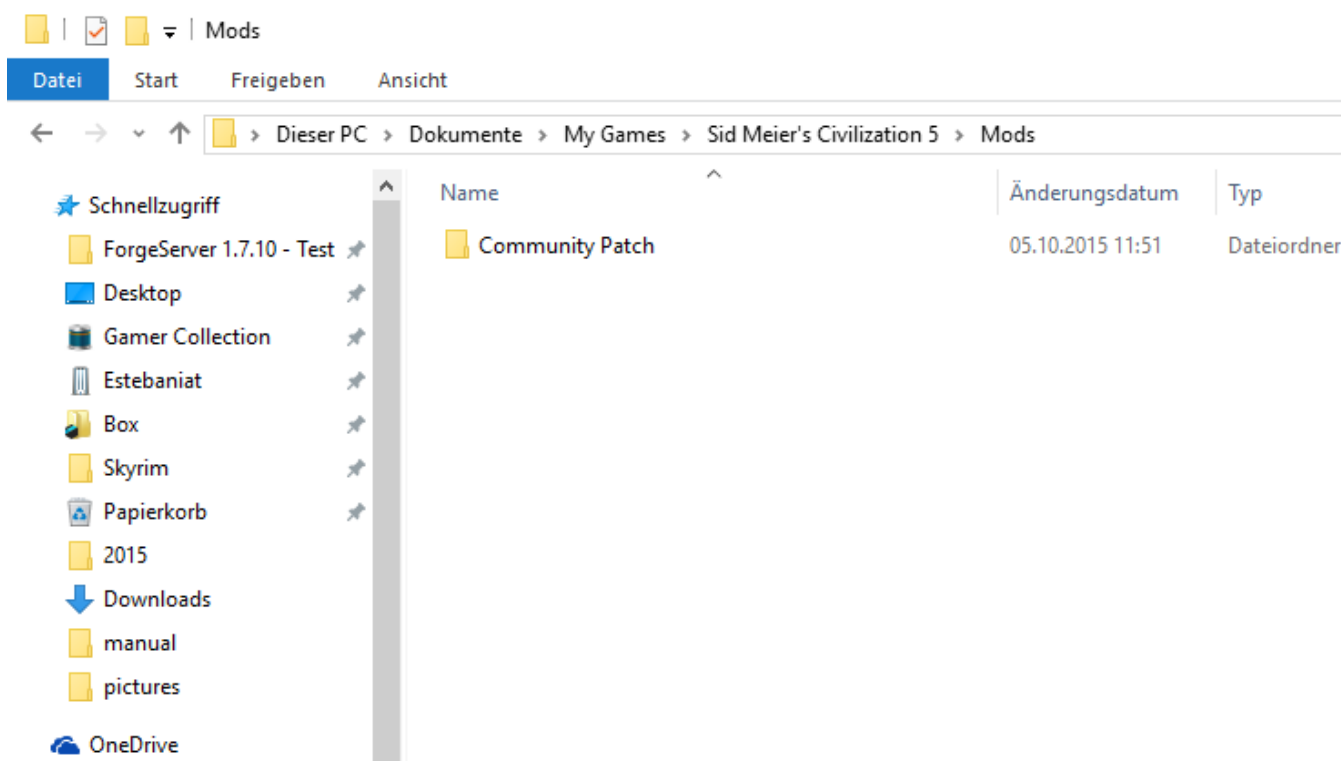 Mods
Datei Start Freigeben Ansicht
Dieser PC > Dokumente > My Games > Sid Meier's Civilization 5 > Mods
Name Änderungsdatum Typ
Community Patch 05.10.2015 11:51 Dateiordner
Schnellzugriff
ForgeServer 1.7.10 - Test
Desktop
Gamer Collection
Estebaniat
Box
Skyrim
Papierkorb
2015
Downloads
manual
pictures
OneDrive